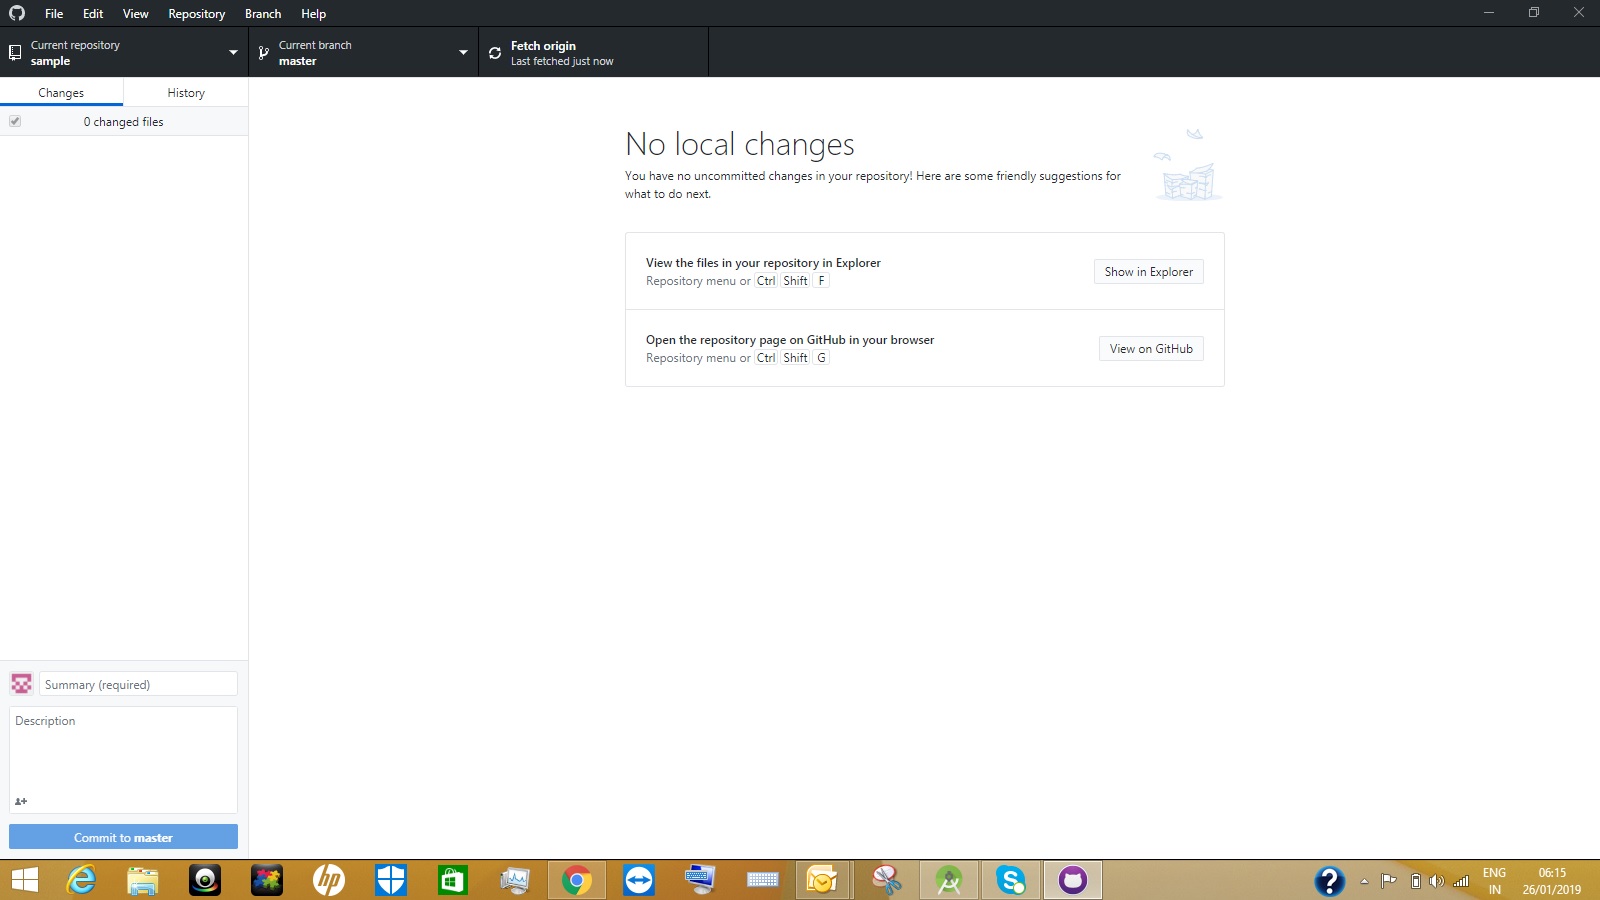 File Edit View Repository Branch Help
Current repository
sample
Current branch
master
Fetch origin
Last fetched just now
Changes History
0 changed files
No local changes
You have no uncommitted changes in your repository! Here are some friendly suggestions for
what to do next.
View the files in your repository in Explorer
Repository menu or Ctrl Shift F
Show in Explorer
Open the repository page on GitHub in your browser
Repository menu or Ctrl Shift G
View on GitHub
Summary (required)
Description
Commit to master
hp
?
ENG
IN
06:15
26/01/2019